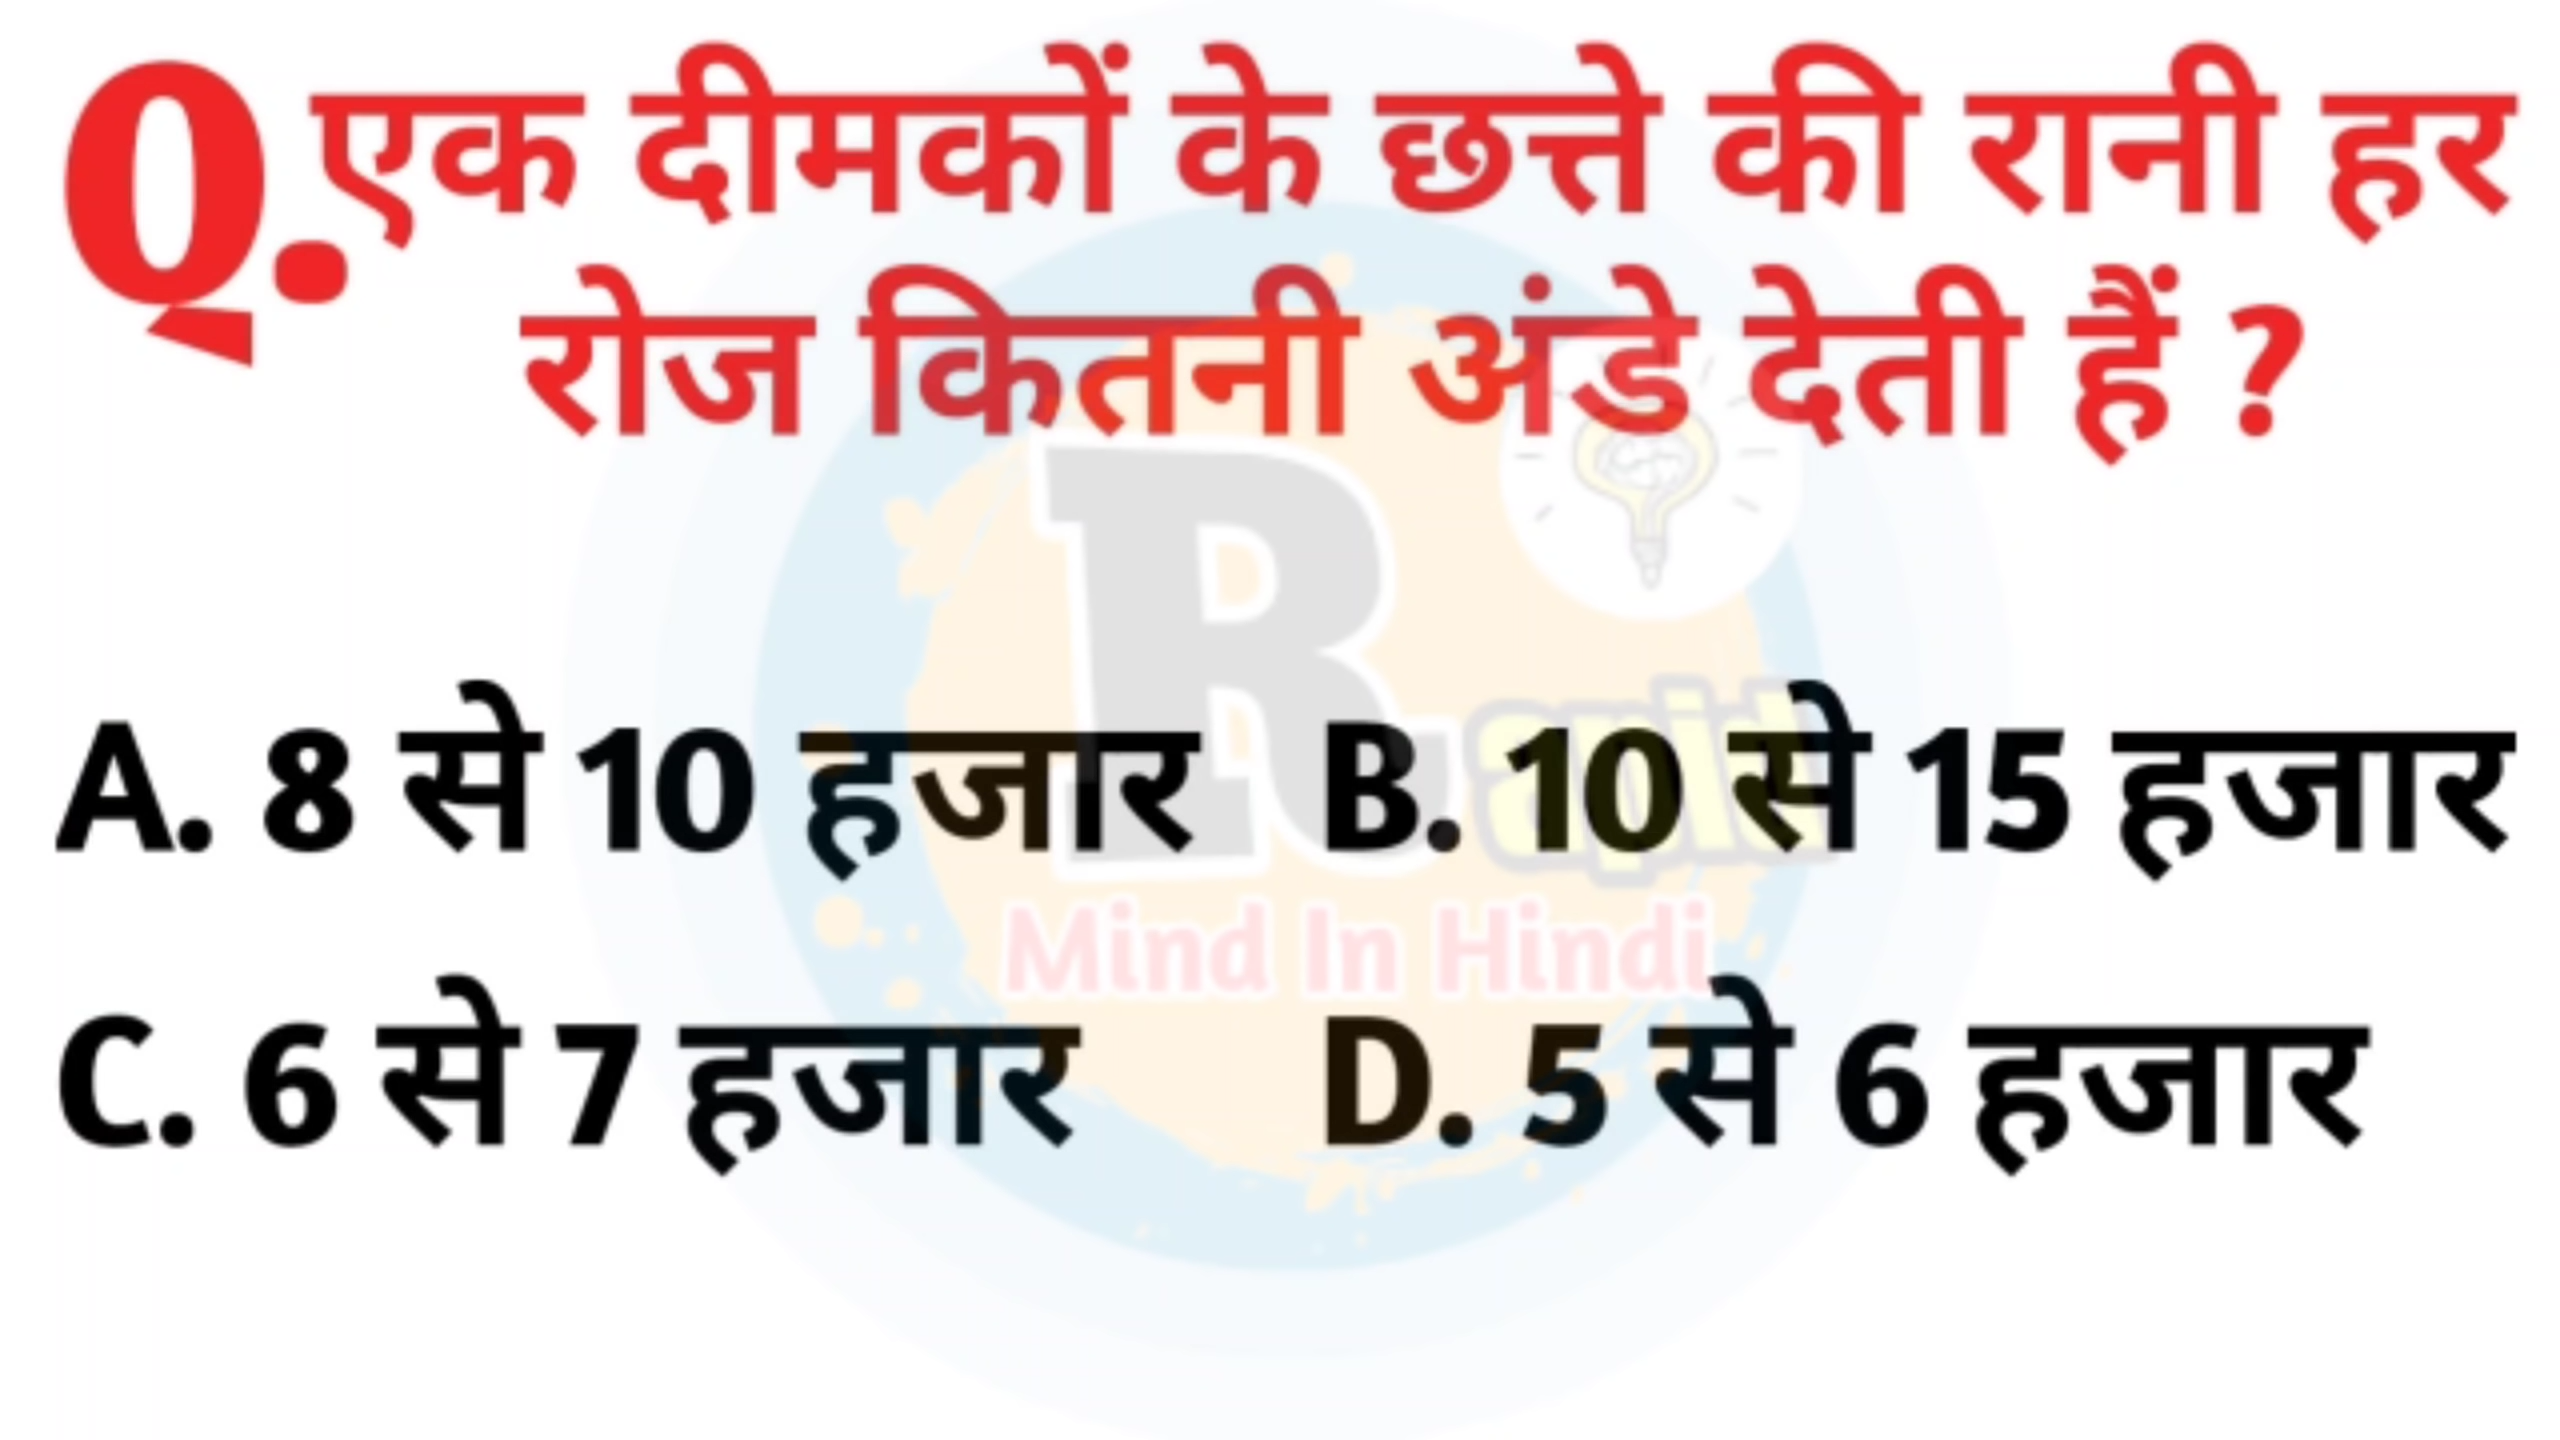 Q. एक दीमकों के छत्ते की रानी हर
रोज कितनी अंडे देती हैं ?
A. 8 से 10 हजार B. 10 से 15 हजार
C. 6 से 7 हजार D. 5 से 6 हजार
Rapid
Mind In Hindi